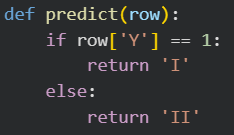 def predict(row):
    if row['Y'] == 1:
        return 'I'
    else:
        return 'II'